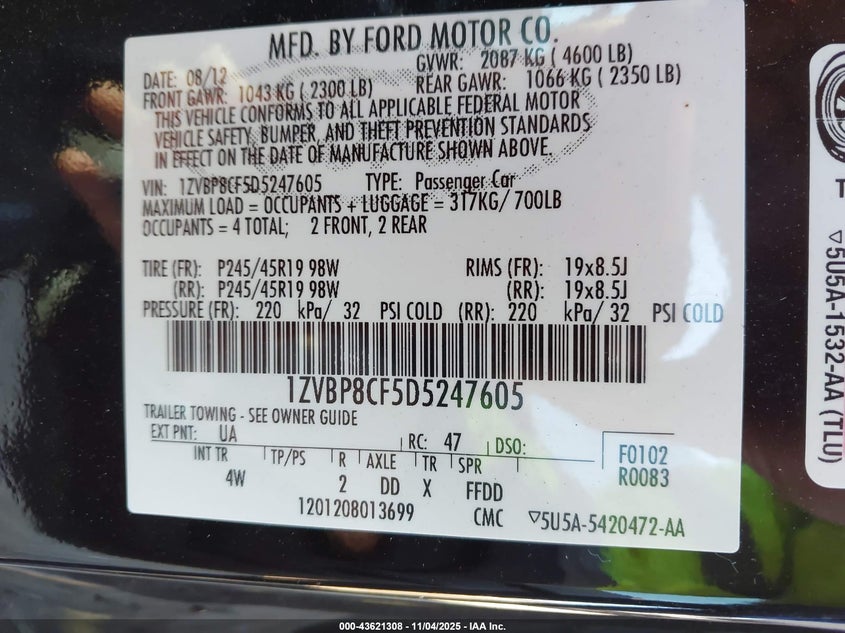 MFD. BY FORD MOTOR CO.
DATE: 08/12 GVWR: 2087 KG ( 4600 LB)
FRONT GAWR: 1043 KG ( 2300 LB) REAR GAWR: 1066 KG ( 2350 LB)
THIS VEHICLE CONFORMS TO ALL APPLICABLE FEDERAL MOTOR
VEHICLE SAFETY, BUMPER, AND THEFT PREVENTION STANDARDS
IN EFFECT ON THE DATE OF MANUFACTURE SHOWN ABOVE.
VIN: 1ZVBP8CF5D5247605 TYPE: Passenger Car
MAXIMUM LOAD = OCCUPANTS + LUGGAGE = 317KG/ 700LB
OCCUPANTS = 4 TOTAL; 2 FRONT, 2 REAR
TIRE (FR): P245/45R19 98W RIMS (FR): 19x8.5J
(RR): P245/45R19 98W (RR): 19x8.5J
PRESSURE (FR): 220 kPa/ 32 PSI COLD (RR): 220 kPa/ 32 PSI COLD
1ZVBP8CF5D5247605
TRAILER TOWING - SEE OWNER GUIDE
EXT PNT: UA RC: 47 DSO: F0102
INT TR TP/PS R AXLE TR SPR R0083
4W 2 DD X FFDD
1201208013699 CMC ▽5U5A-5420472-AA
▽5U5A-1532-AA (TLU)
000-43621308 - 11/04/2025 - IAA Inc.